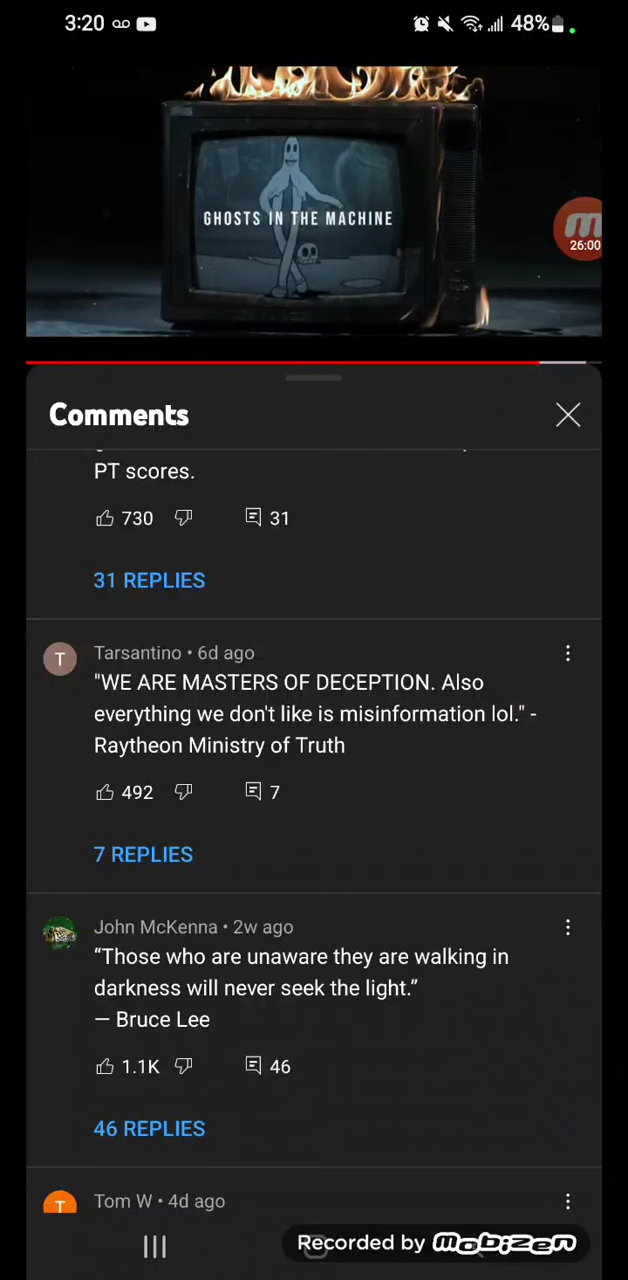 3:20
48%
GHOSTS IN THE MACHINE
26:00
Comments
PT scores.
730
31
31 REPLIES
T
Tarsantino • 6d ago
"WE ARE MASTERS OF DECEPTION. Also
everything we don't like is misinformation lol." -
Raytheon Ministry of Truth
492
7
7 REPLIES
John McKenna • 2w ago
“Those who are unaware they are walking in
darkness will never seek the light.”
— Bruce Lee
1.1K
46
46 REPLIES
T
Tom W • 4d ago
Recorded by mobizen